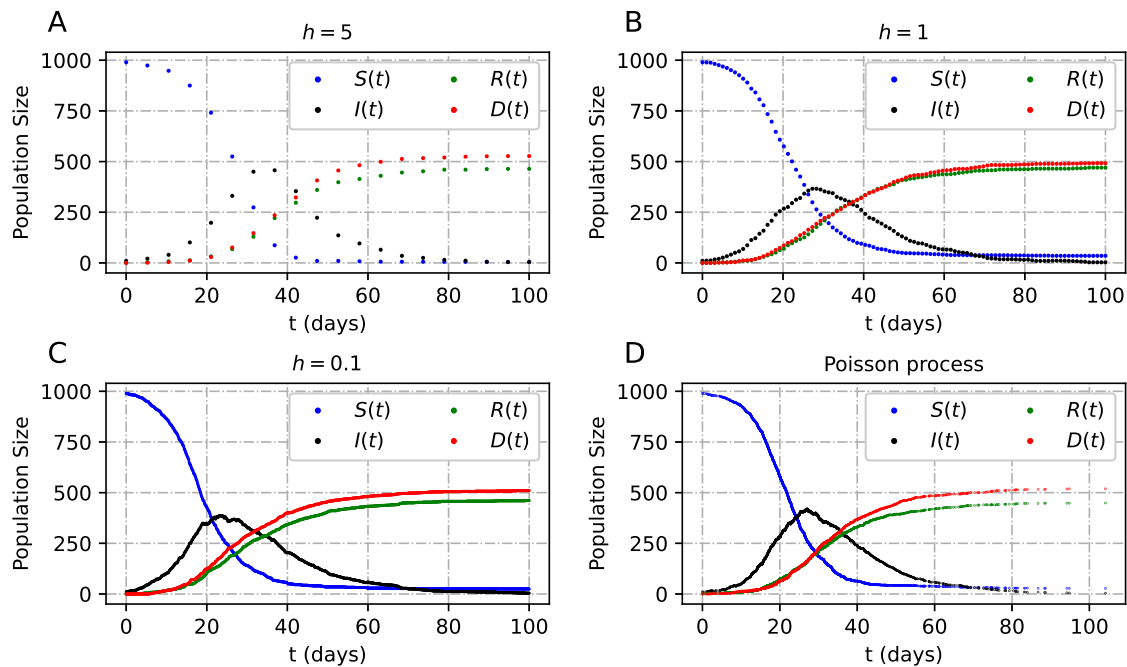 A
h = 5
1000
750
500
250
0
Population Size
S(t)
I(t)
R(t)
D(t)
0 20 40 60 80 100
t (days)
B
h = 1
1000
750
500
250
0
Population Size
S(t)
I(t)
R(t)
D(t)
0 20 40 60 80 100
t (days)
C
h = 0.1
1000
750
500
250
0
Population Size
S(t)
I(t)
R(t)
D(t)
0 20 40 60 80 100
t (days)
D
Poisson process
1000
750
500
250
0
Population Size
S(t)
I(t)
R(t)
D(t)
0 20 40 60 80 100
t (days)